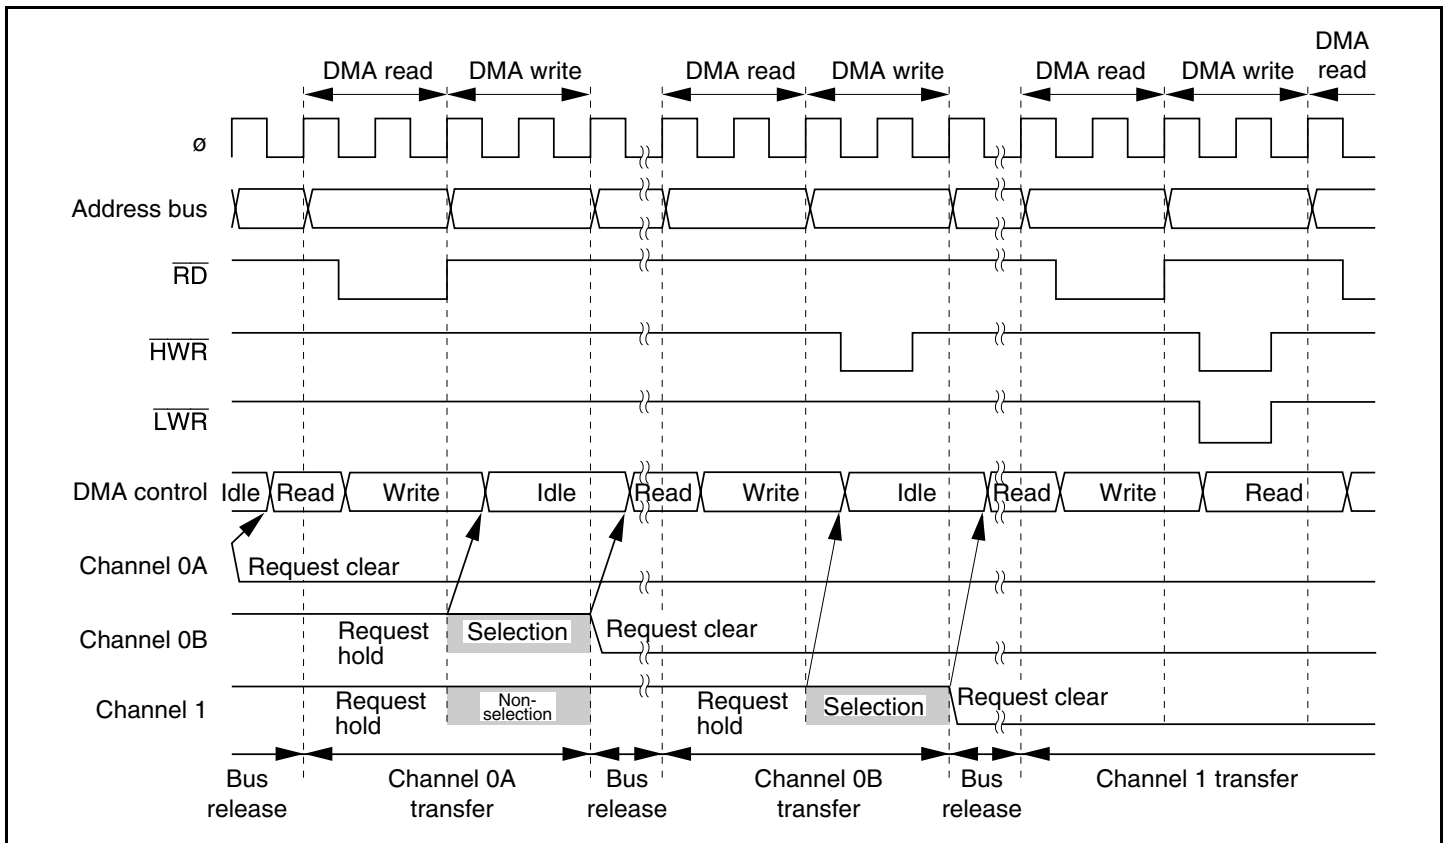 DMA
DMA read DMA write DMA read DMA write DMA read DMA write read
ø
Address bus
RD
HWR
LWR
DMA control Idle Read Write Idle Read Write Idle Read Write Read
Channel 0A Request clear
Channel 0B Request hold Selection Request clear
Channel 1 Request hold Non-selection Request hold Selection Request clear
Bus release Channel 0A transfer Bus release Channel 0B transfer Bus release Channel 1 transfer